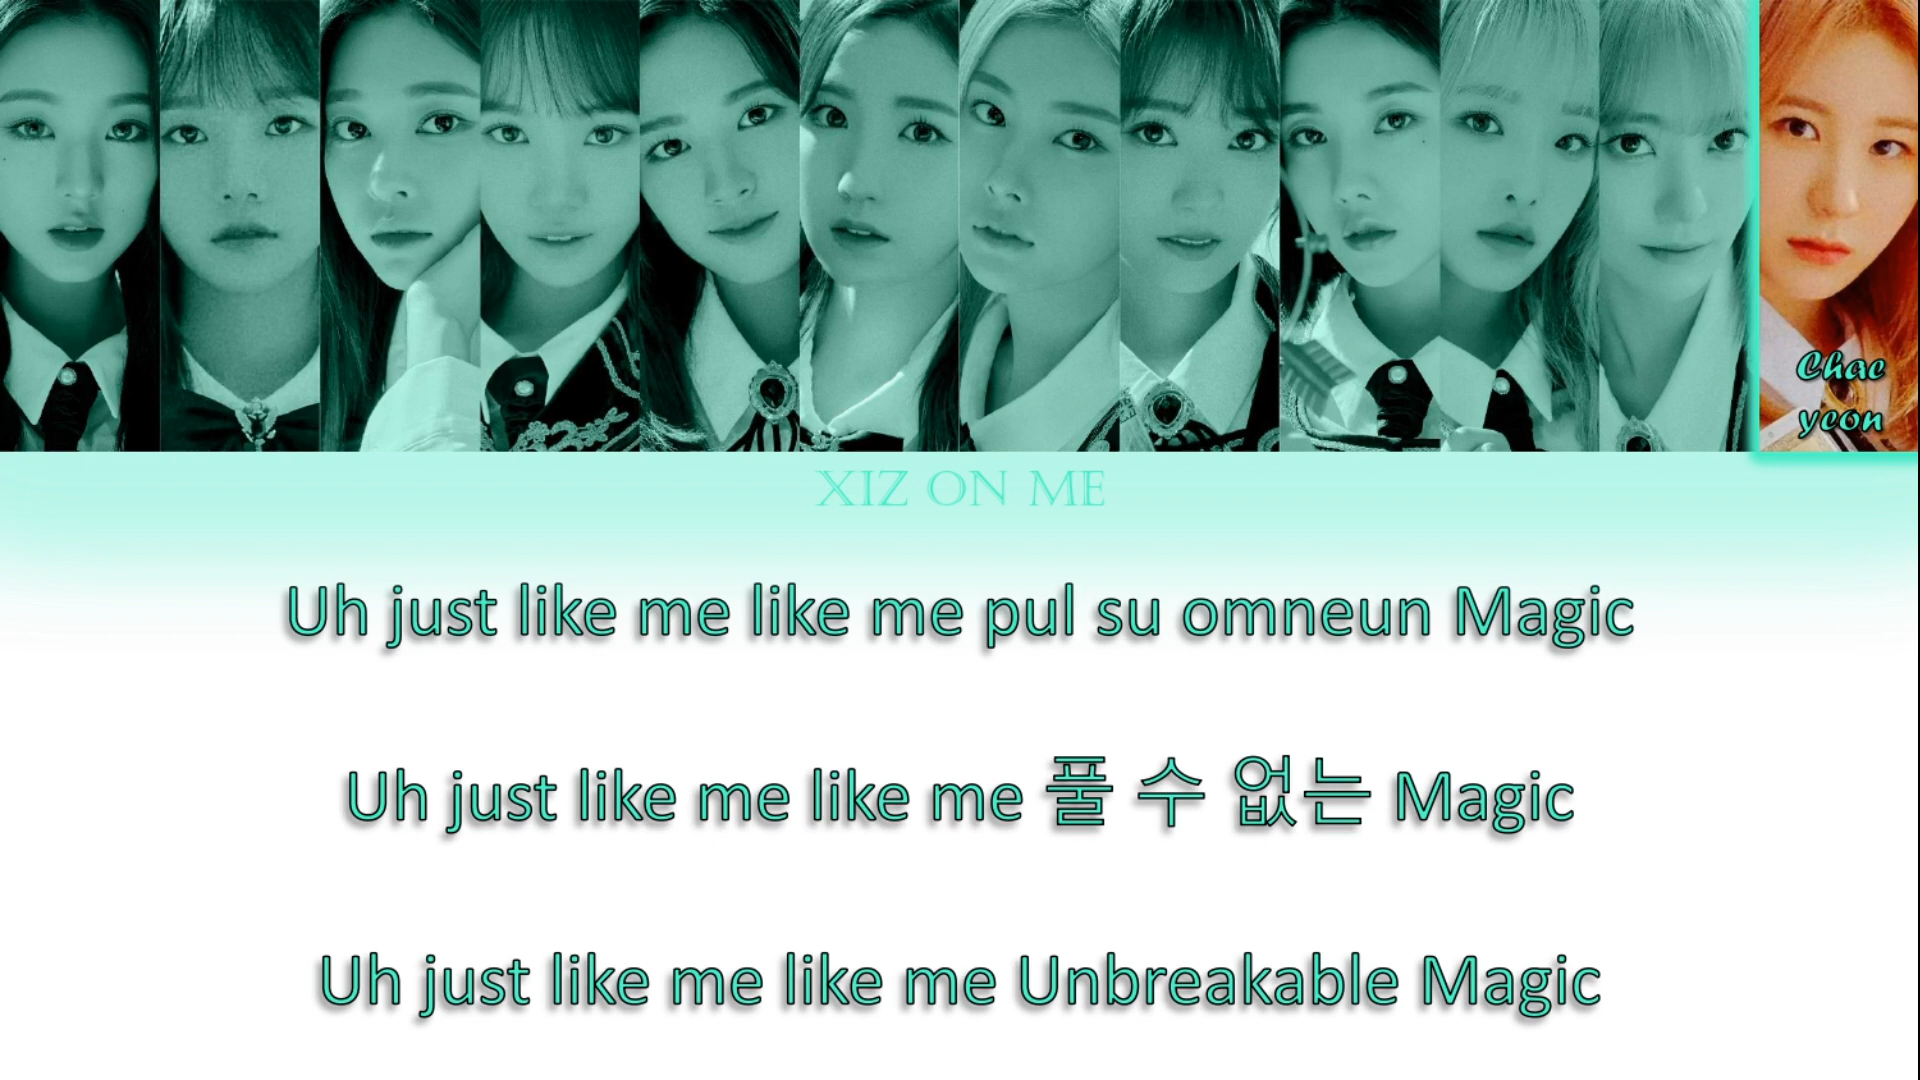 Chae
yeon
XIZ ON ME
Uh just like me like me pul su omneun Magic
Uh just like me like me 풀 수 없는 Magic
Uh just like me like me Unbreakable Magic